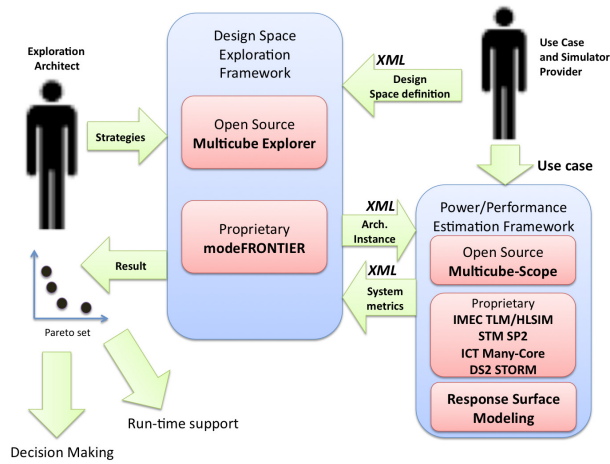 Exploration
Architect
Strategies
Design Space
Exploration
Framework
Open Source
Multicube Explorer
Proprietary
modeFRONTIER
XML
Design
Space definition
Use Case
and Simulator
Provider
Use case
XML
Arch.
Instance
XML
System
metrics
Power/Performance
Estimation Framework
Open Source
Multicube-Scope
Proprietary
IMEC TLM/HLSIM
STM SP2
ICT Many-Core
DS2 STORM
Response Surface
Modeling
Result
Pareto set
Run-time support
Decision Making